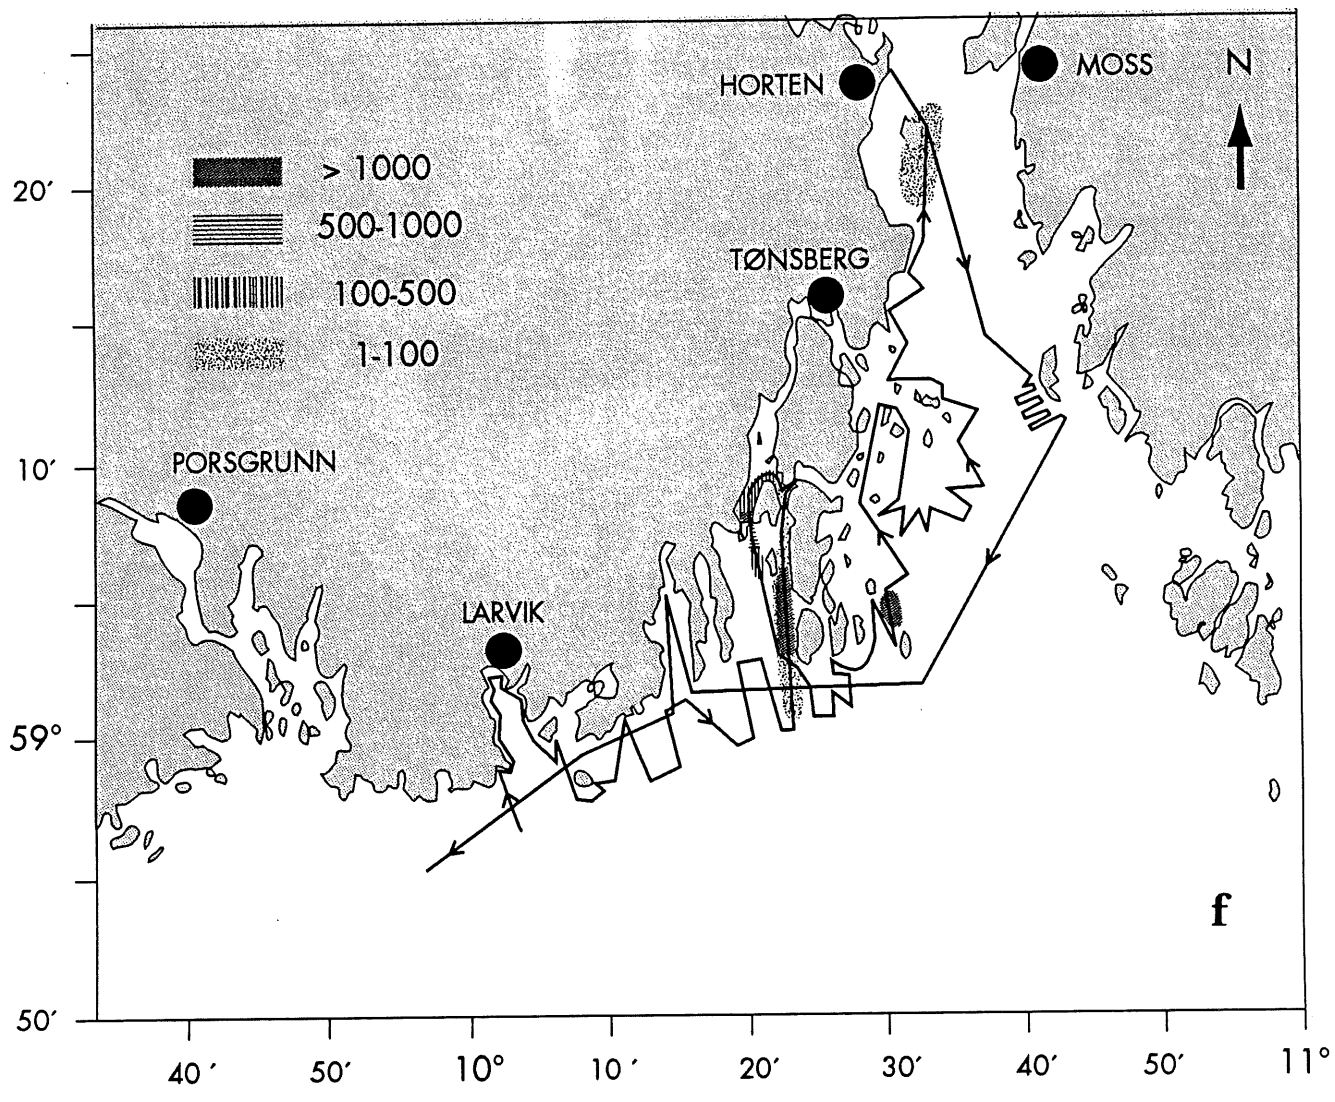 HORTEN
MOSS
N
> 1000
20′
500-1000
TØNSBERG
100-500
1-100
10′
PORSGRUNN
LARVIK
59°
f
50′
40 ′ 50′ 10° 10 ′ 20′ 30′ 40′ 50′ 11°